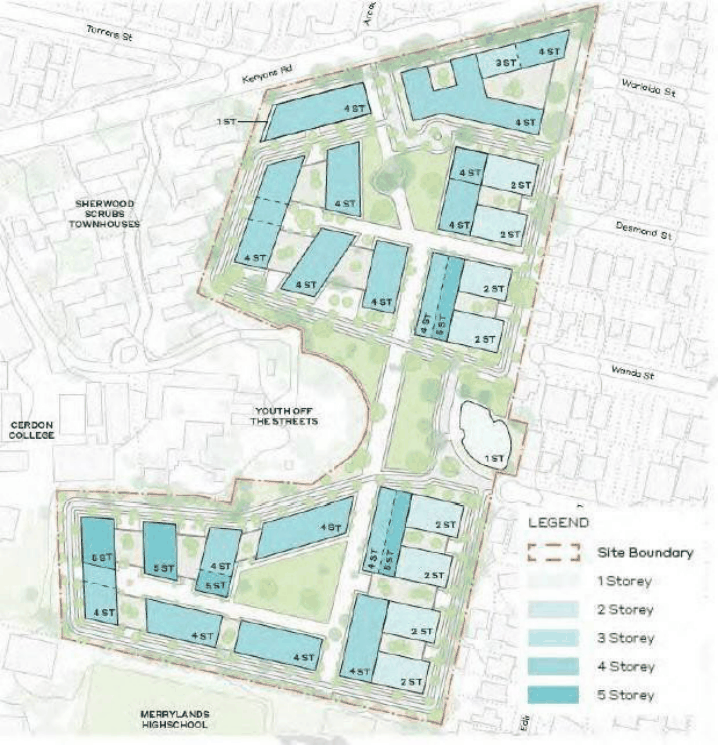 Torrens St
Kenyons Rd
4 ST
3 ST
4 ST
1 ST
4 ST
Warialda St
4 ST
4 ST
2 ST
SHERWOOD
SCRUBS
TOWNHOUSES
4 ST
4 ST
2 ST
Desmond St
4 ST
4 ST
4 ST
2 ST
4 ST
5 ST
2 ST
Wanda St
YOUTH OFF
THE STREETS
CERDON
COLLEGE
1 ST
4 ST
2 ST
LEGEND
Site Boundary
1 Storey
2 Storey
3 Storey
4 Storey
5 Storey
5 ST
5 ST
4 ST
5 ST
4 ST
5 ST
2 ST
4 ST
4 ST
4 ST
2 ST
4 ST
2 ST
MERRYLANDS
HIGHSCHOOL